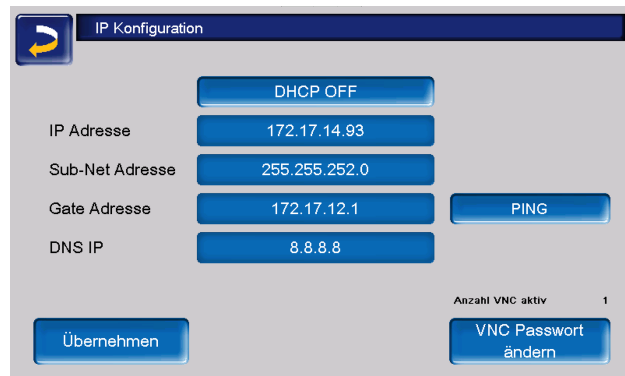 IP Konfiguration
DHCP OFF
IP Adresse 172.17.14.93
Sub-Net Adresse 255.255.252.0
Gate Adresse 172.17.12.1 PING
DNS IP 8.8.8.8
Anzahl VNC aktiv 1
Übernehmen
VNC Passwort
ändern